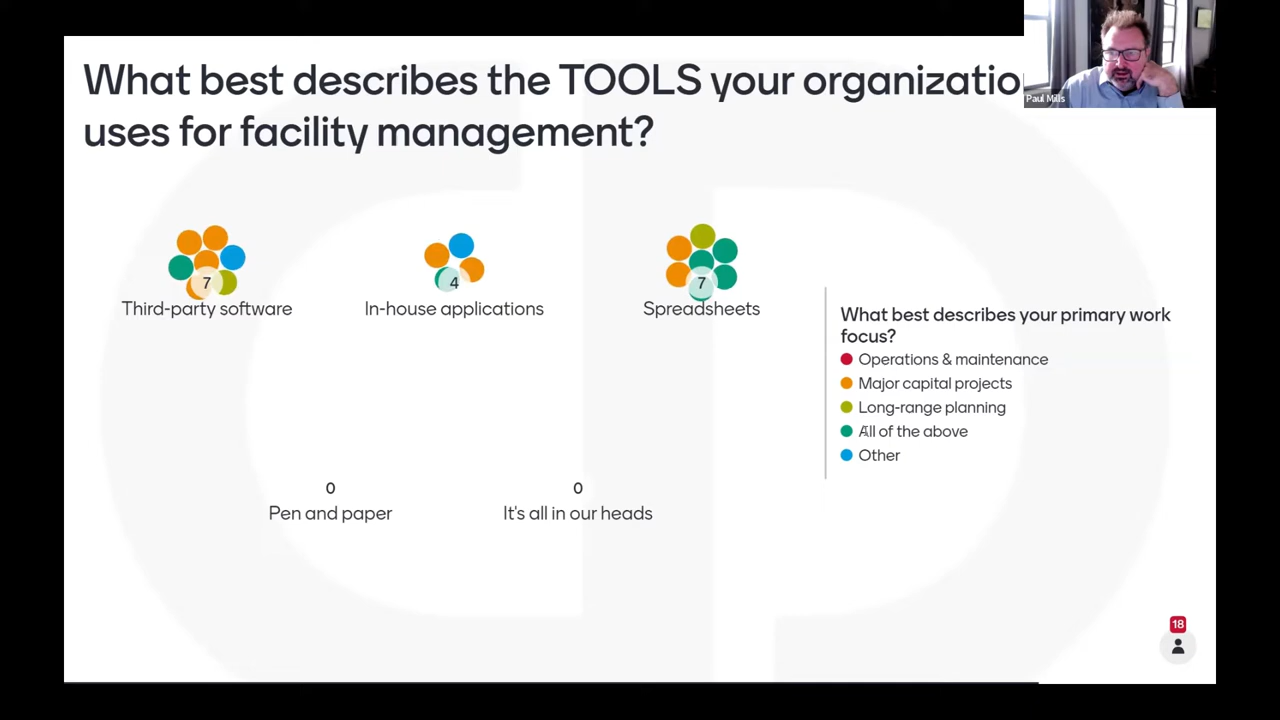 What best describes the TOOLS your organizatio
uses for facility management?
Paul Mills
7
4
7
Third-party software
In-house applications
Spreadsheets
What best describes your primary work
focus?
Operations & maintenance
Major capital projects
Long-range planning
All of the above
Other
0
0
Pen and paper
It's all in our heads
18